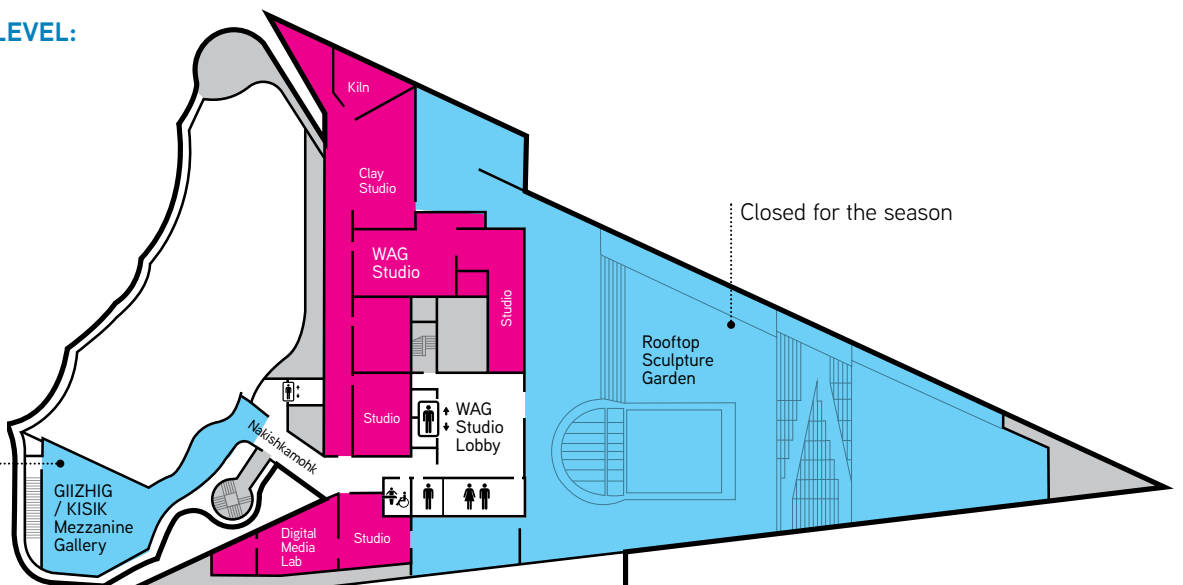 LEVEL:
Kiln
Clay
Studio
WAG
Studio
Studio
Closed for the season
Rooftop
Sculpture
Garden
Studio
WAG
Studio
Lobby
Nakishkamohk
GIIZHIG
/ KISIK
Mezzanine
Gallery
Digital
Media
Lab
Studio